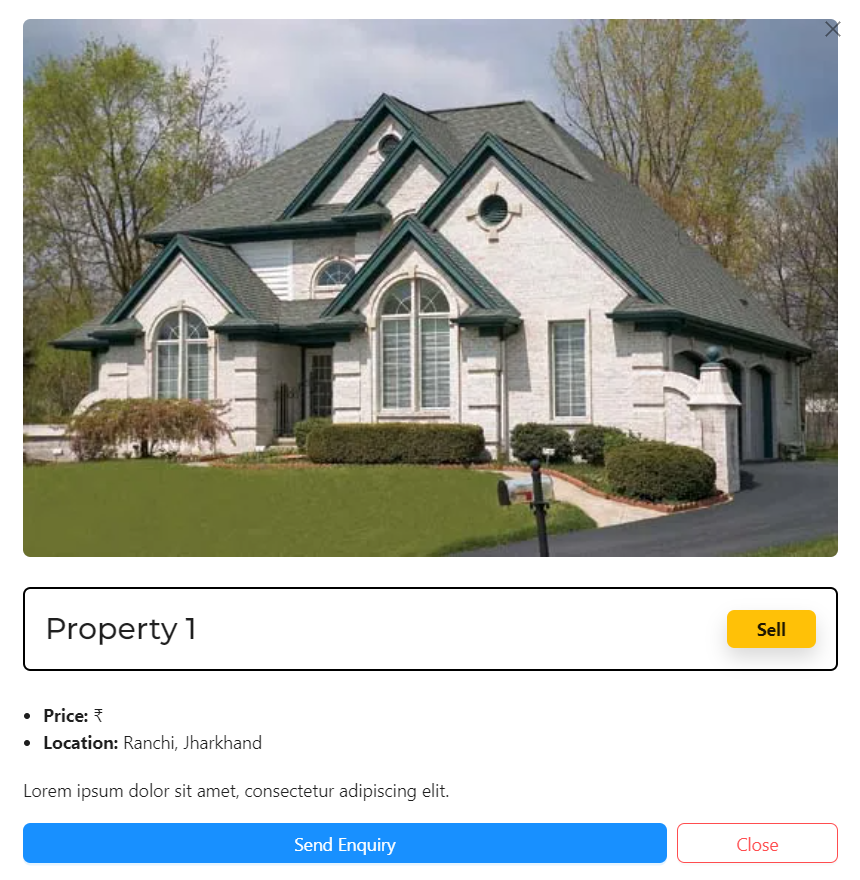 Property 1
Sell
Price: ₹
Location: Ranchi, Jharkhand
Lorem ipsum dolor sit amet, consectetur adipiscing elit.
Send Enquiry
Close